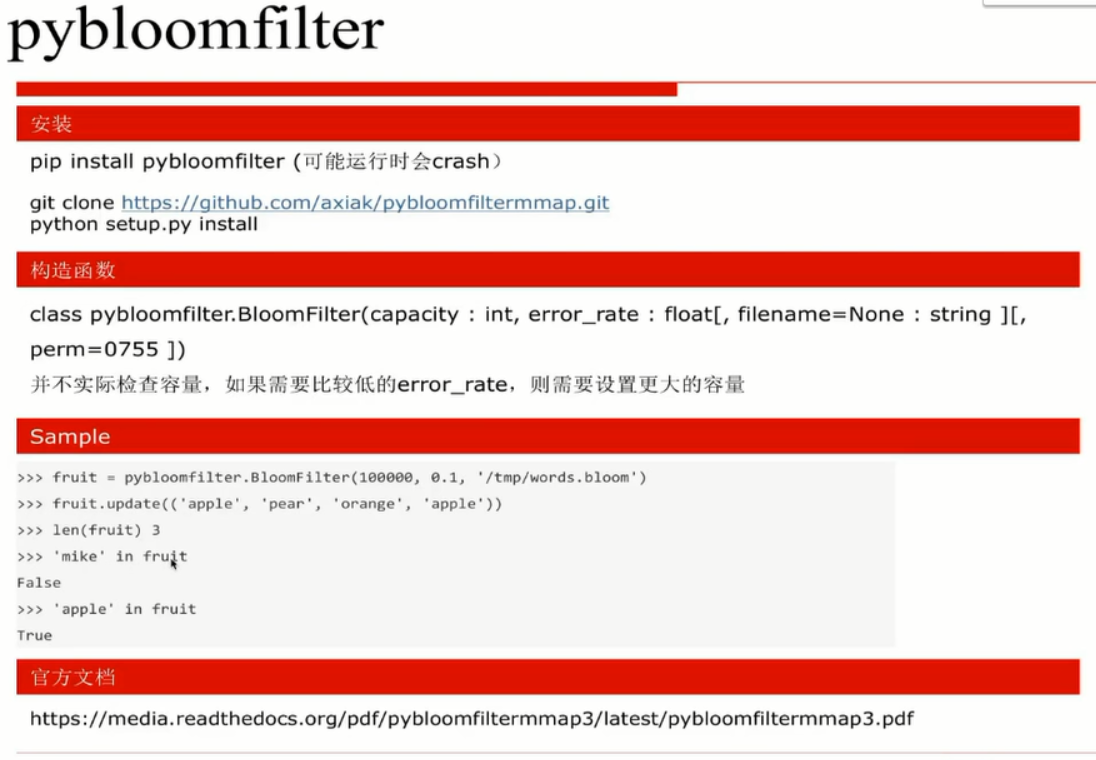 pybloomfilter
安装
pip install pybloomfilter (可能运行时会crash）
git clone https://github.com/axiak/pybloomfiltermmap.git
python setup.py install
构造函数
class pybloomfilter.BloomFilter(capacity : int, error_rate : float[, filename=None : string ][,
perm=0755 ])
并不实际检查容量，如果需要比较低的error_rate，则需要设置更大的容量
Sample
>>> fruit = pybloomfilter.BloomFilter(100000, 0.1, '/tmp/words.bloom')
>>> fruit.update(('apple', 'pear', 'orange', 'apple'))
>>> len(fruit) 3
>>> 'mike' in fruit
False
>>> 'apple' in fruit
True
官方文档
https://media.readthedocs.org/pdf/pybloomfiltermmap3/latest/pybloomfiltermmap3.pdf